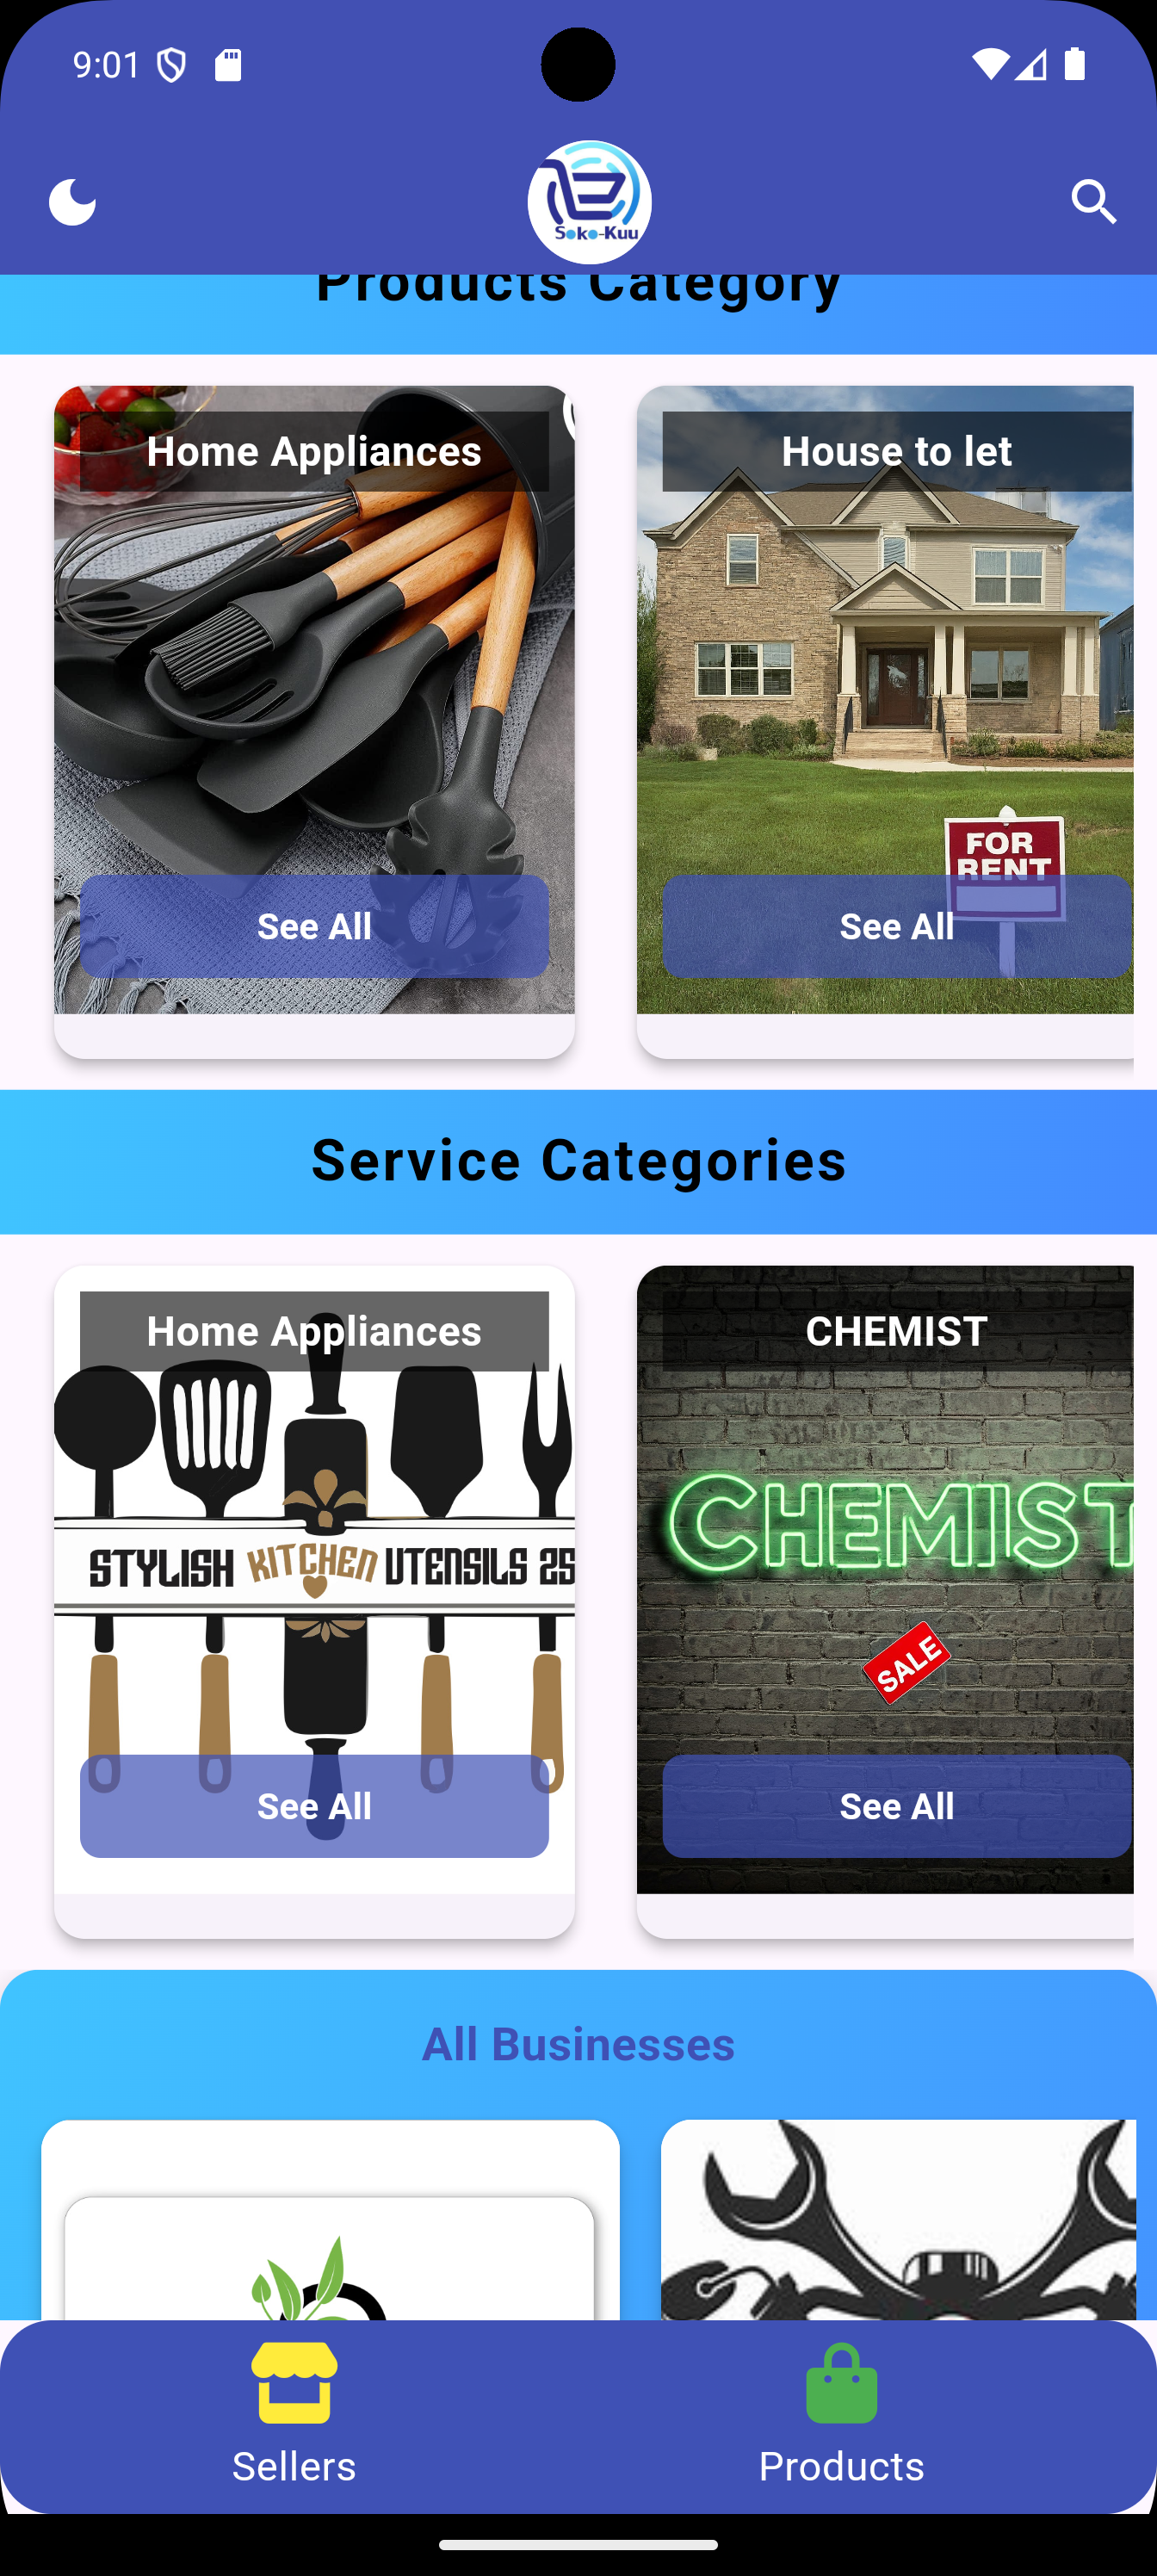 9:01
Soko-Kuu
Products Category
Home Appliances
House to let
FOR
RENT
See All
See All
Service Categories
Home Appliances
CHEMIST
STYLISH KITCHEN UTENSILS 25
CHEMIST
SALE
See All
See All
All Businesses
Sellers
Products